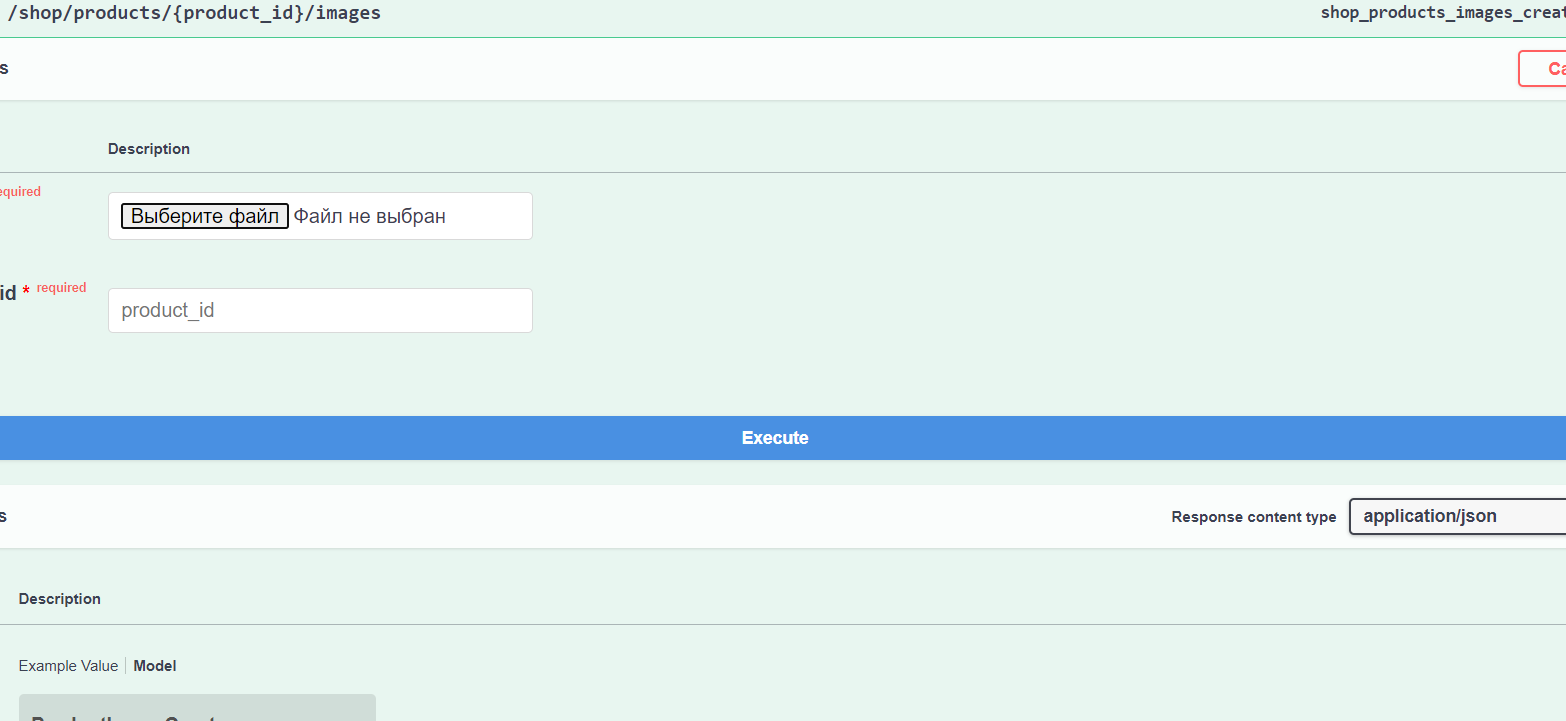 /shop/products/{product_id}/images
shop_products_images_creat
s
Ca
Description
equired
Выберите файл Файл не выбран
id * required
product_id
Execute
s
Response content type application/json
Description
Example Value Model